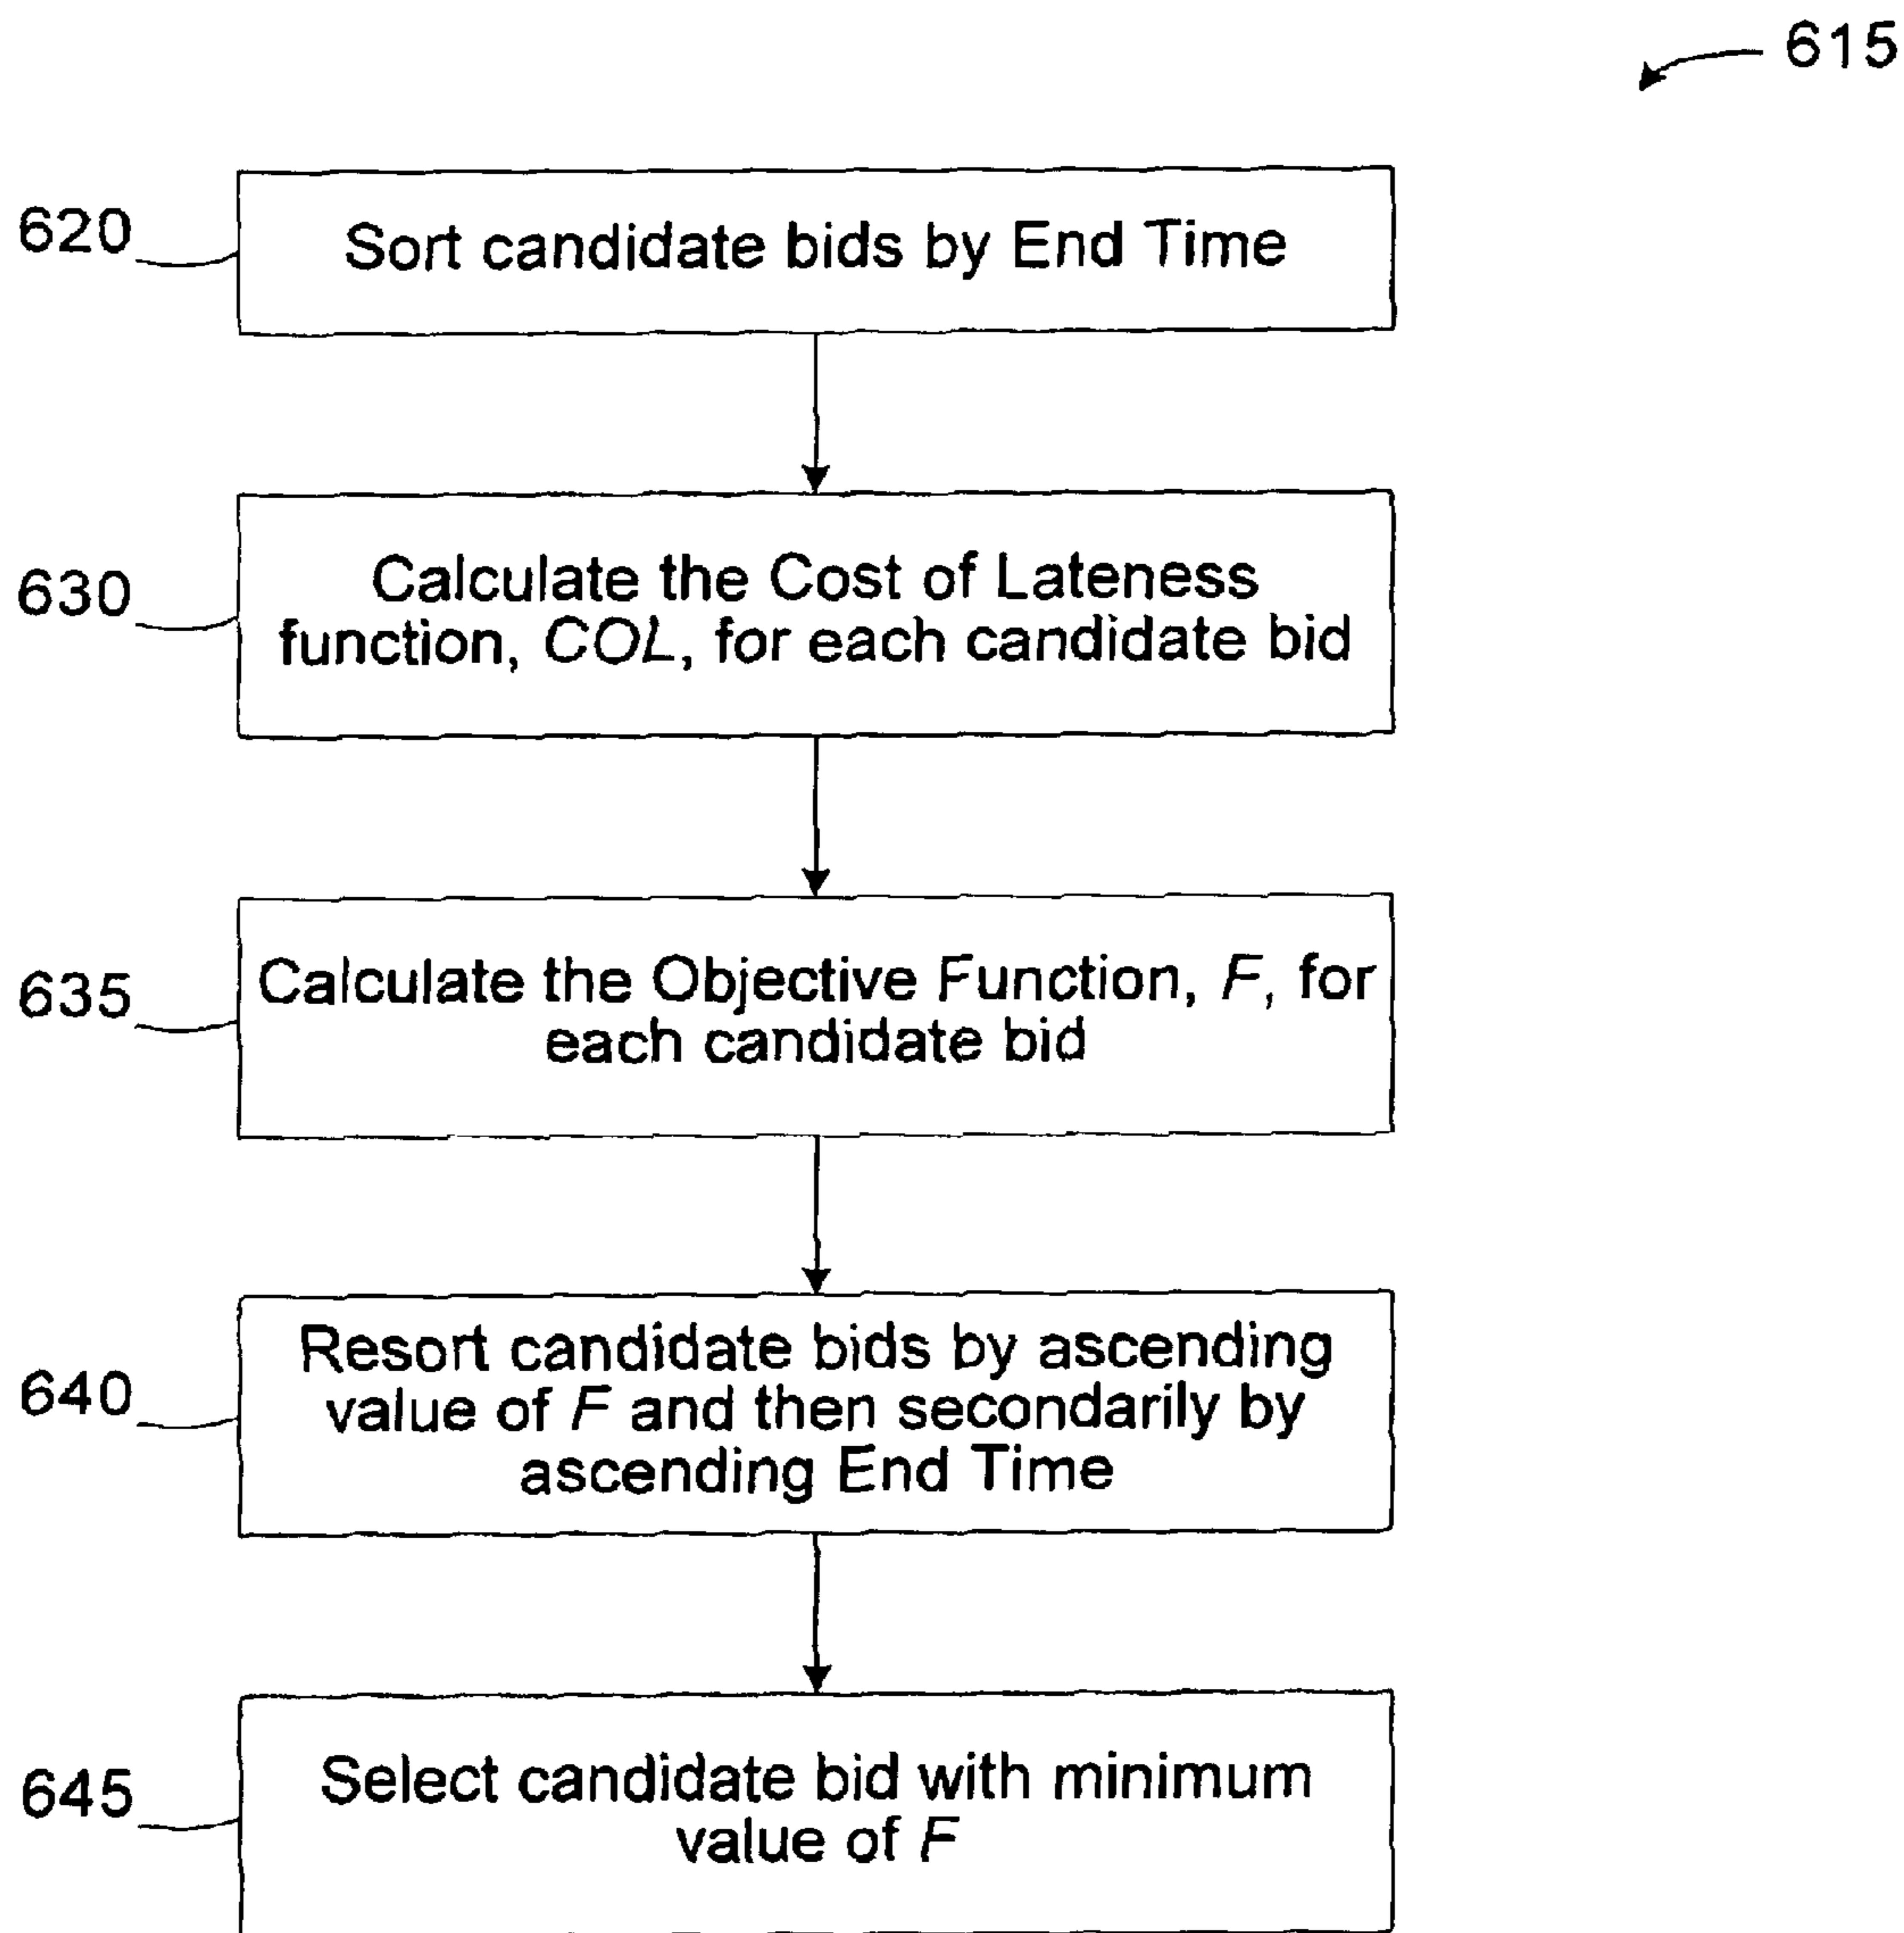 615
620
Sort candidate bids by End Time
630
Calculate the Cost of Lateness
function, COL, for each candidate bid
635
Calculate the Objective Function, F, for
each candidate bid
640
Resort candidate bids by ascending
value of F and then secondarily by
ascending End Time
645
Select candidate bid with minimum
value of F